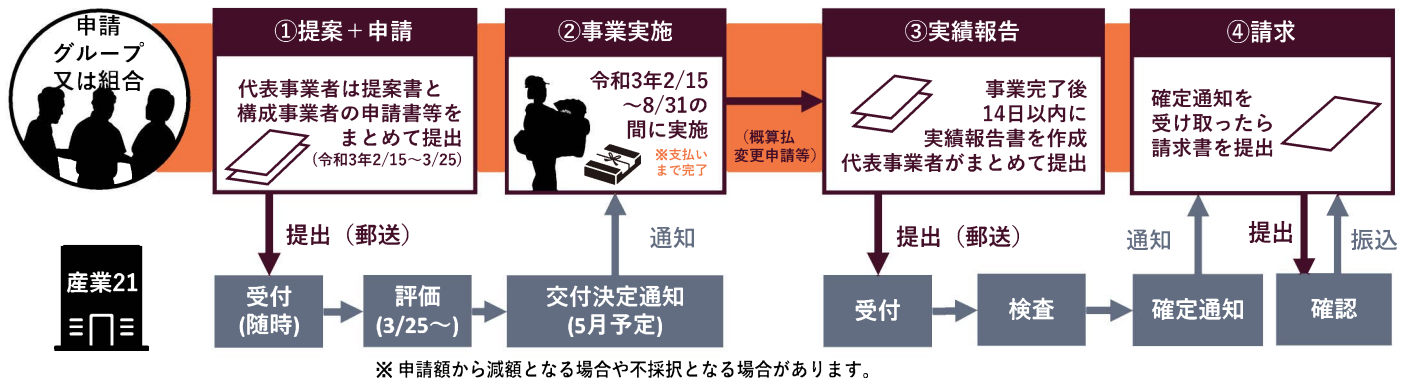 申請
グループ
又は組合
①提案＋申請
代表事業者は提案書と
構成事業者の申請書等を
まとめて提出
（令和3年2/15～3/25）
②事業実施
令和3年2/15
～8/31の
間に実施
※支払い
まで完了
（概算払
変更申請等）
③実績報告
事業完了後
14日以内に
実績報告書を作成
代表事業者がまとめて提出
④請求
確定通知を
受け取ったら
請求書を提出
提出（郵送）
通知
提出（郵送）
通知
提出
振込
産業21
受付
(随時)
評価
(3/25～)
交付決定通知
(5月予定)
受付
検査
確定通知
確認
※ 申請額から減額となる場合や不採択となる場合があります。